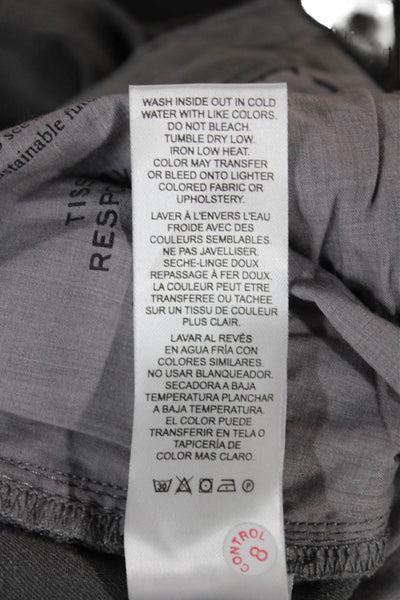 WASH INSIDE OUT IN COLD
WATER WITH LIKE COLORS.
DO NOT BLEACH.
TUMBLE DRY LOW.
IRON LOW HEAT.
COLOR MAY TRANSFER
OR BLEED ONTO LIGHTER
COLORED FABRIC OR
UPHOLSTERY.
LAVER À L'ENVERS L'EAU
FROIDE AVEC DES
COULEURS SEMBLABLES.
NE PAS JAVELLISER.
SECHE-LINGE DOUX
REPASSAGE À FER DOUX.
LA COULEUR PEUT ETRE
TRANSFEREE OU TACHEE
SUR UN TISSU DE COULEUR
PLUS CLAIR.
LAVAR AL REVÉS
EN AGUA FRÍA CON
COLORES SIMILARES.
NO USAR BLANQUEADOR.
SECADORA A BAJA
TEMPERATURA PLANCHAR
A BAJA TEMPERATURA.
EL COLOR PUEDE
TRANSFERIR EN TELA O
TAPICERÍA DE
COLOR MAS CLARO.
CONTROL
8